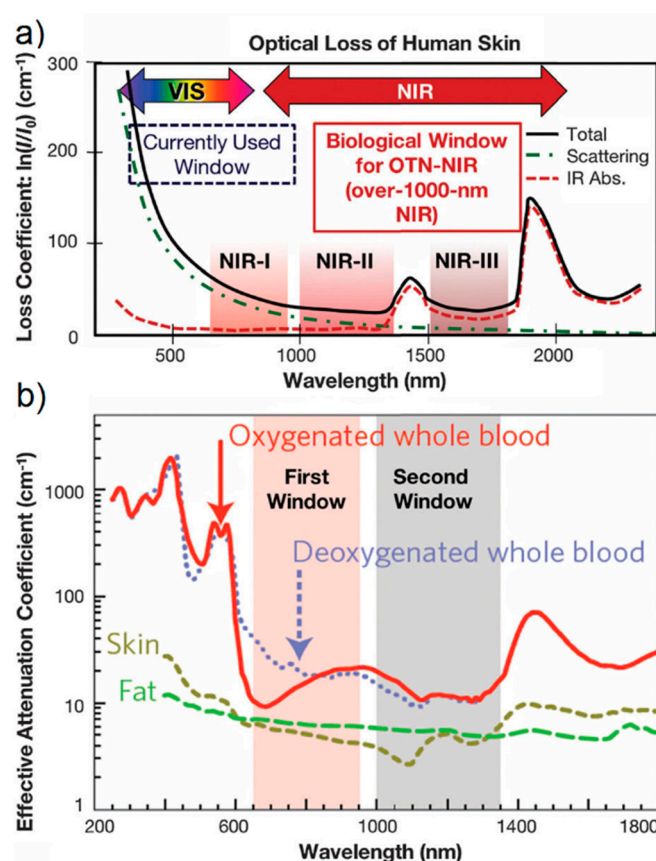 a)
Optical Loss of Human Skin
Loss Coefficient: ln(I/I₀) (cm⁻¹)
300
200
100
0
VIS
NIR
Currently Used
Window
Biological Window
for OTN-NIR
(over-1000-nm
NIR)
Total
Scattering
IR Abs.
NIR-I
NIR-II
NIR-III
500
1000
1500
2000
Wavelength (nm)
b)
Effective Attenuation Coefficient (cm⁻¹)
1000
100
10
1
Oxygenated whole blood
First
Window
Second
Window
Deoxygenated whole blood
Skin
Fat
200
600
1000
1400
1800
Wavelength (nm)